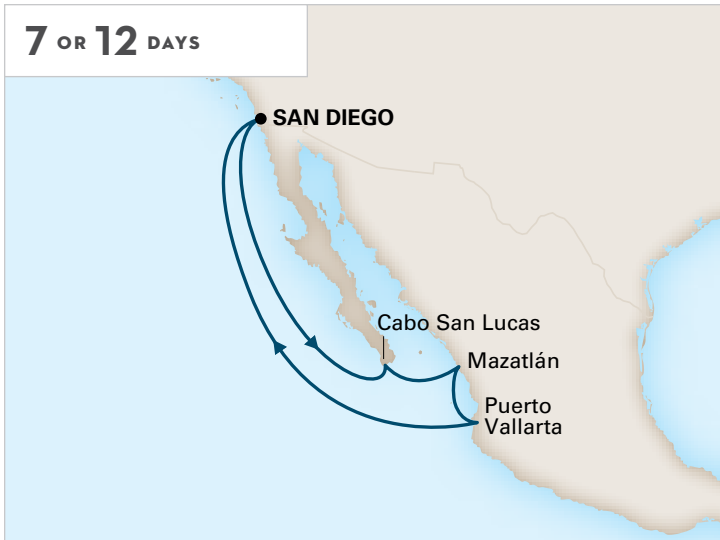 7 OR 12 DAYS
SAN DIEGO
Cabo San Lucas
Mazatlán
Puerto
Vallarta